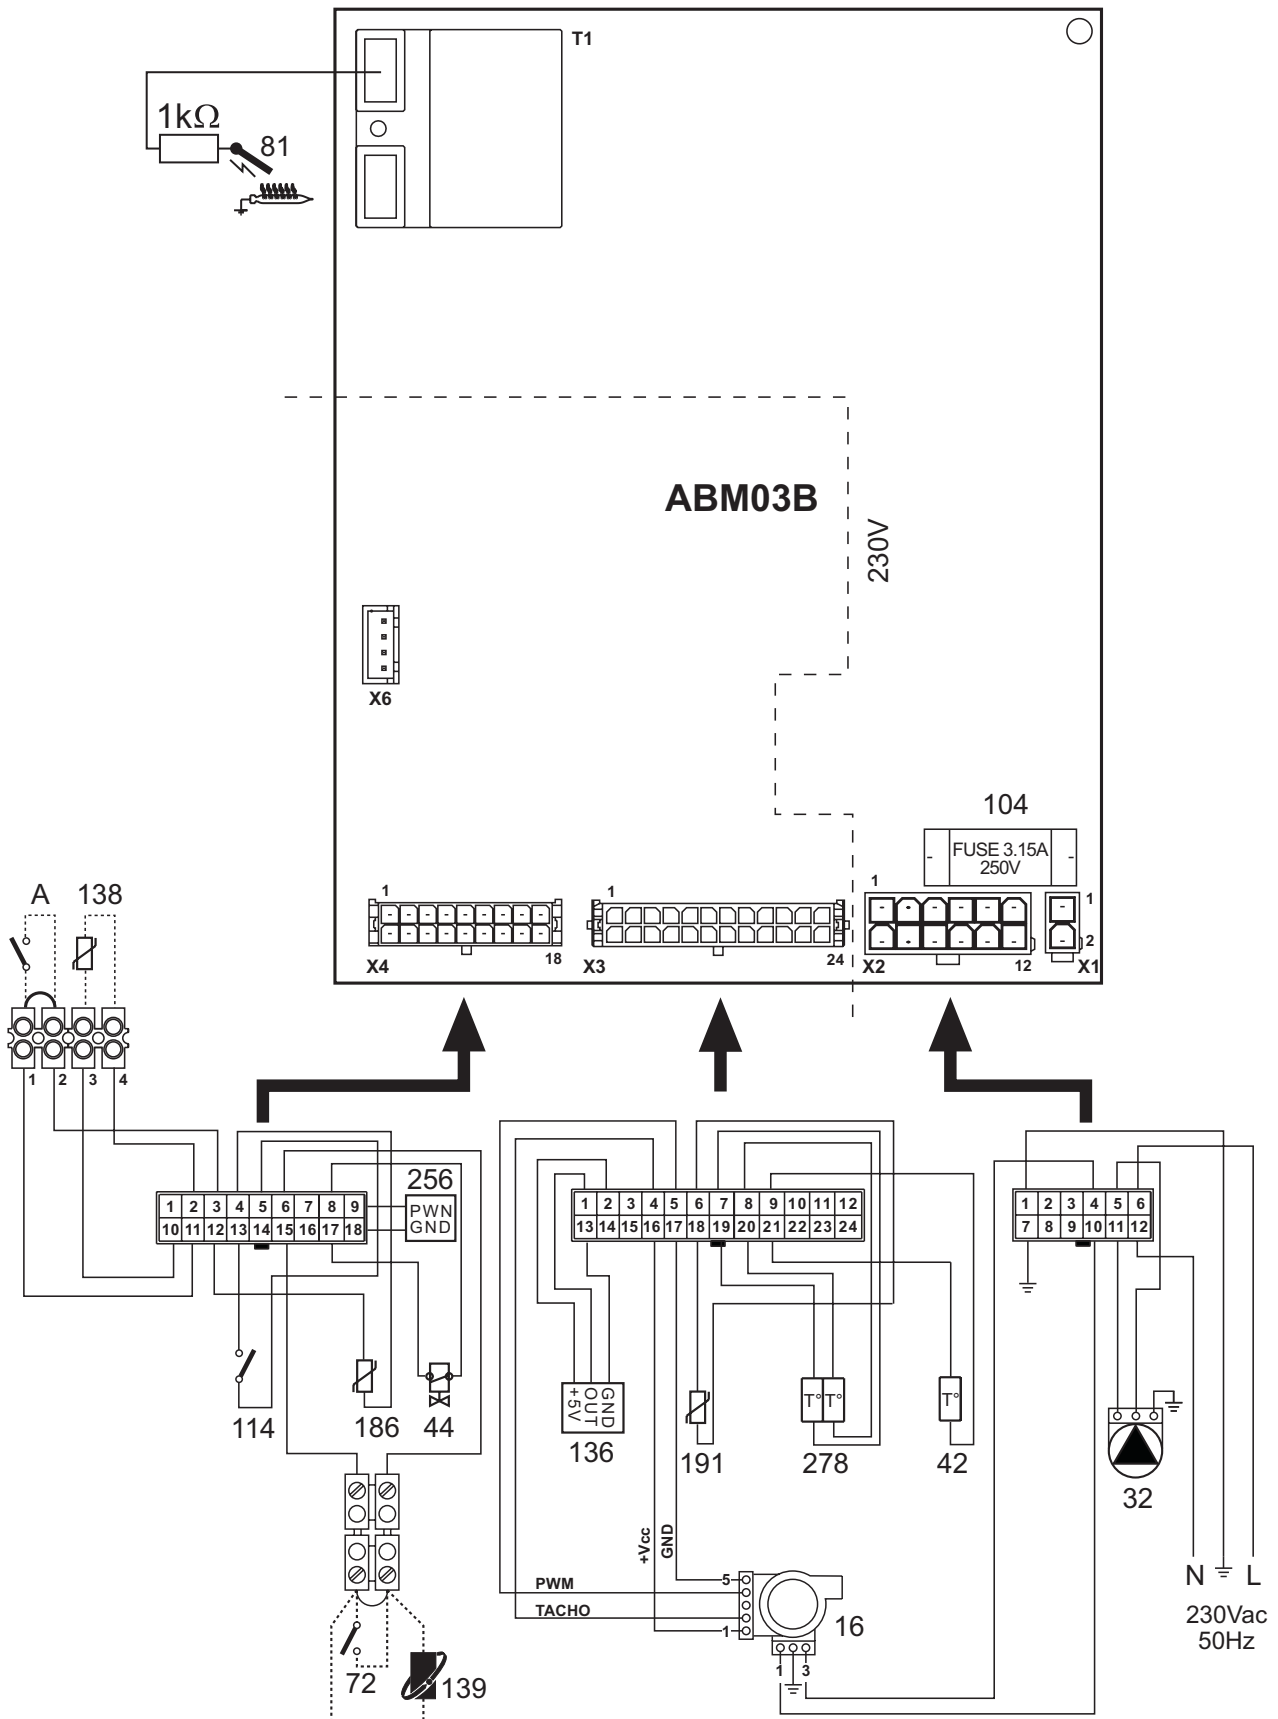 T1
1kΩ
81
ABM03B
230V
X6
104
FUSE 3.15A
250V
1
1
1
1
2
18
24
12
X4
X3
X2
X1
A
138
1
2
3
4
1 2 3 4 5 6 7 8 9
10 11 12 13 14 15 16 17 18
256
PWN
GND
1 2 3 4 5 6 7 8 9 10 11 12
13 14 15 16 17 18 19 20 21 22 23 24
1 2 3 4 5 6
7 8 9 10 11 12
114
186
44
GND
OUT
+5V
136
191
T° T°
278
T°
42
32
+Vcc
GND
PWM
TACHO
5
1
16
1 3
N
L
230Vac
50Hz
72
139